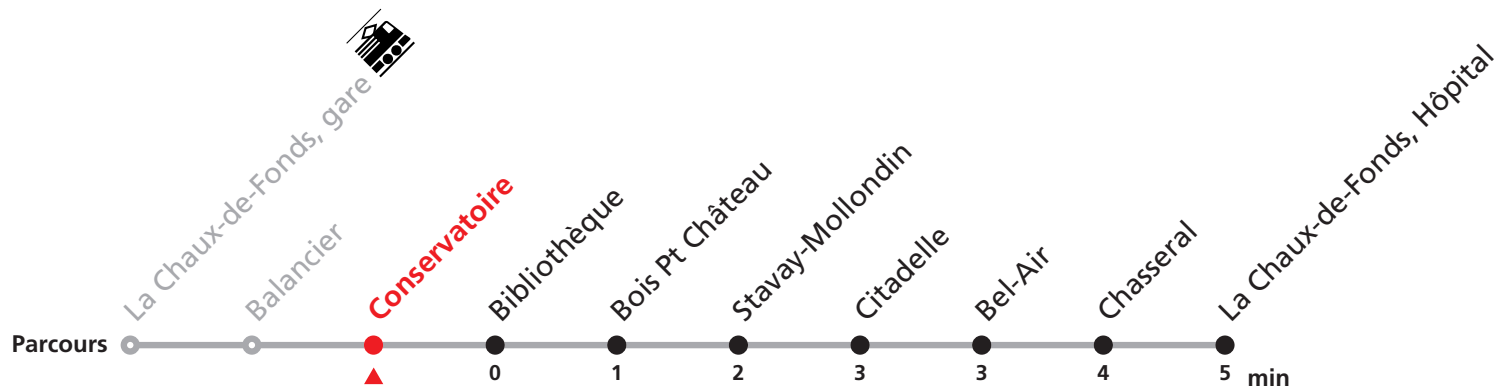 La Chaux-de-Fonds, gare
Balancier
Conservatoire
Bibliothèque
Bois Pt Château
Stavay-Mollondin
Citadelle
Bel-Air
Chasseral
La Chaux-de-Fonds, Hôpital
Parcours
0 1 2 3 3 4 5 min